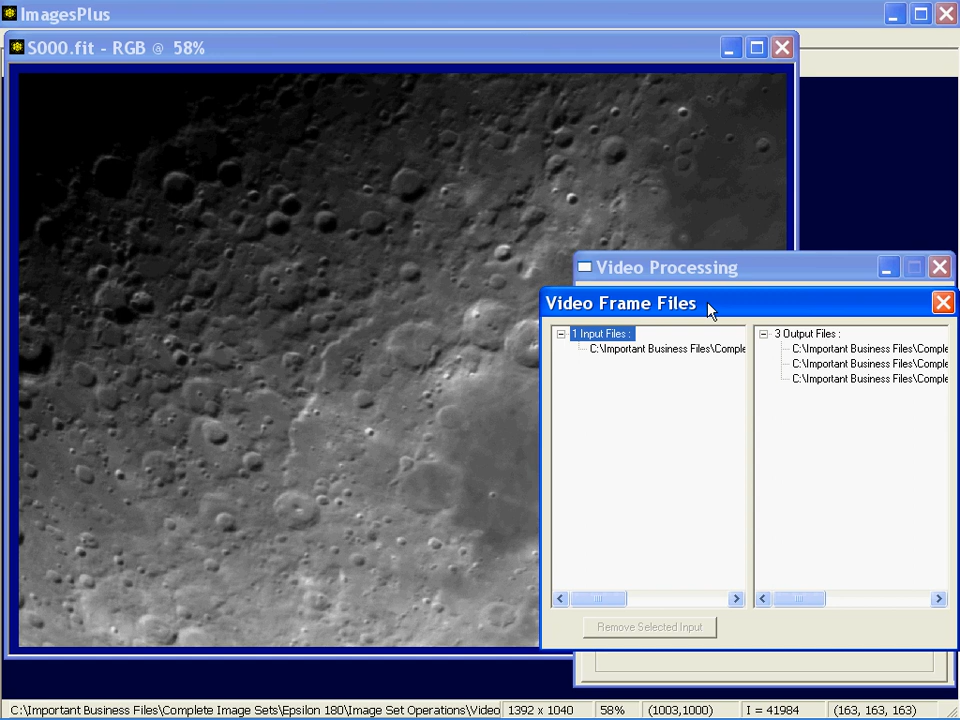 ImagesPlus
S000.fit - RGB @ 58%
Video Processing
Video Frame Files
1 Input Files :
C:\Important Business Files\Comple
3 Output Files :
C:\Important Business Files\Comple
C:\Important Business Files\Comple
C:\Important Business Files\Comple
Remove Selected Input
C:\Important Business Files\Complete Image Sets\Epsilon 180\Image Set Operations\Video 1392 x 1040 58% (1003,1000) I = 41984 (163, 163, 163)